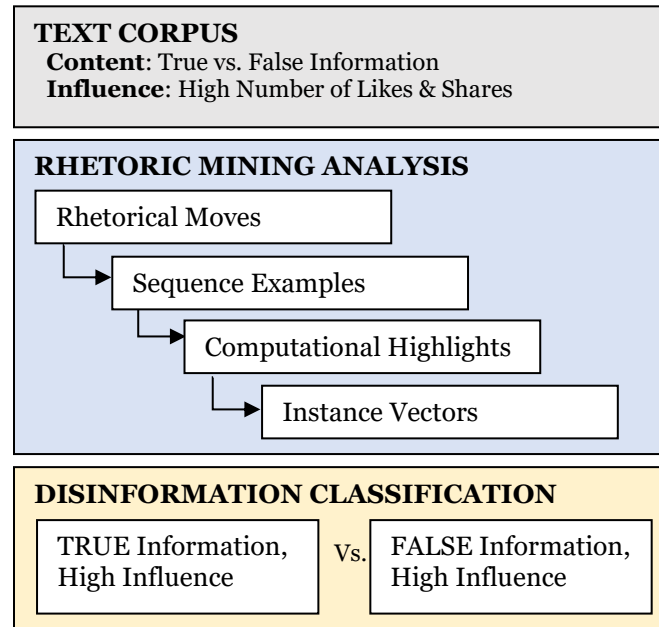 TEXT CORPUS
Content: True vs. False Information
Influence: High Number of Likes & Shares
RHETORIC MINING ANALYSIS
Rhetorical Moves
Sequence Examples
Computational Highlights
Instance Vectors
DISINFORMATION CLASSIFICATION
TRUE Information,
High Influence
Vs.
FALSE Information,
High Influence